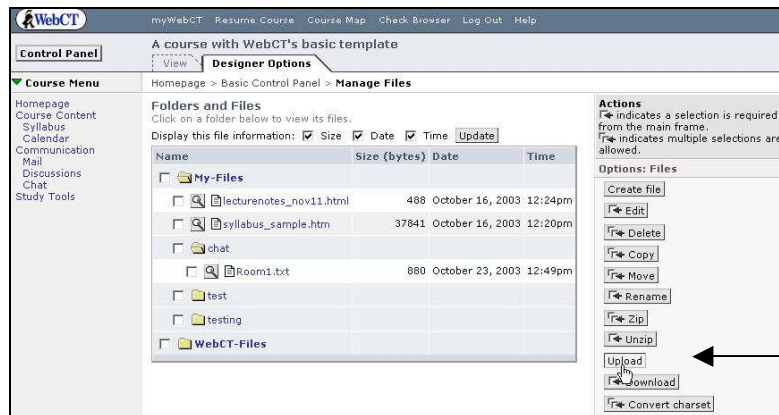 WebCT
myWebCT Resume Course Course Map Check Browser Log Out Help
Control Panel
A course with WebCT's basic template
View Designer Options
Course Menu
Homepage > Basic Control Panel > Manage Files
Homepage
Course Content
Syllabus
Calendar
Communication
Mail
Discussions
Chat
Study Tools
Folders and Files
Click on a folder below to view its files.
Display this file information: Size Date Time Update
Name Size (bytes) Date Time
My-Files
lecturenotes_nov11.html 488 October 16, 2003 12:24pm
syllabus_sample.htm 37841 October 16, 2003 12:20pm
chat
Room1.txt 880 October 23, 2003 12:49pm
test
testing
WebCT-Files
Actions
indicates a selection is required
from the main frame.
indicates multiple selections are
allowed.
Options: Files
Create file
Edit
Delete
Copy
Move
Rename
Zip
Unzip
Upload
Download
Convert charset